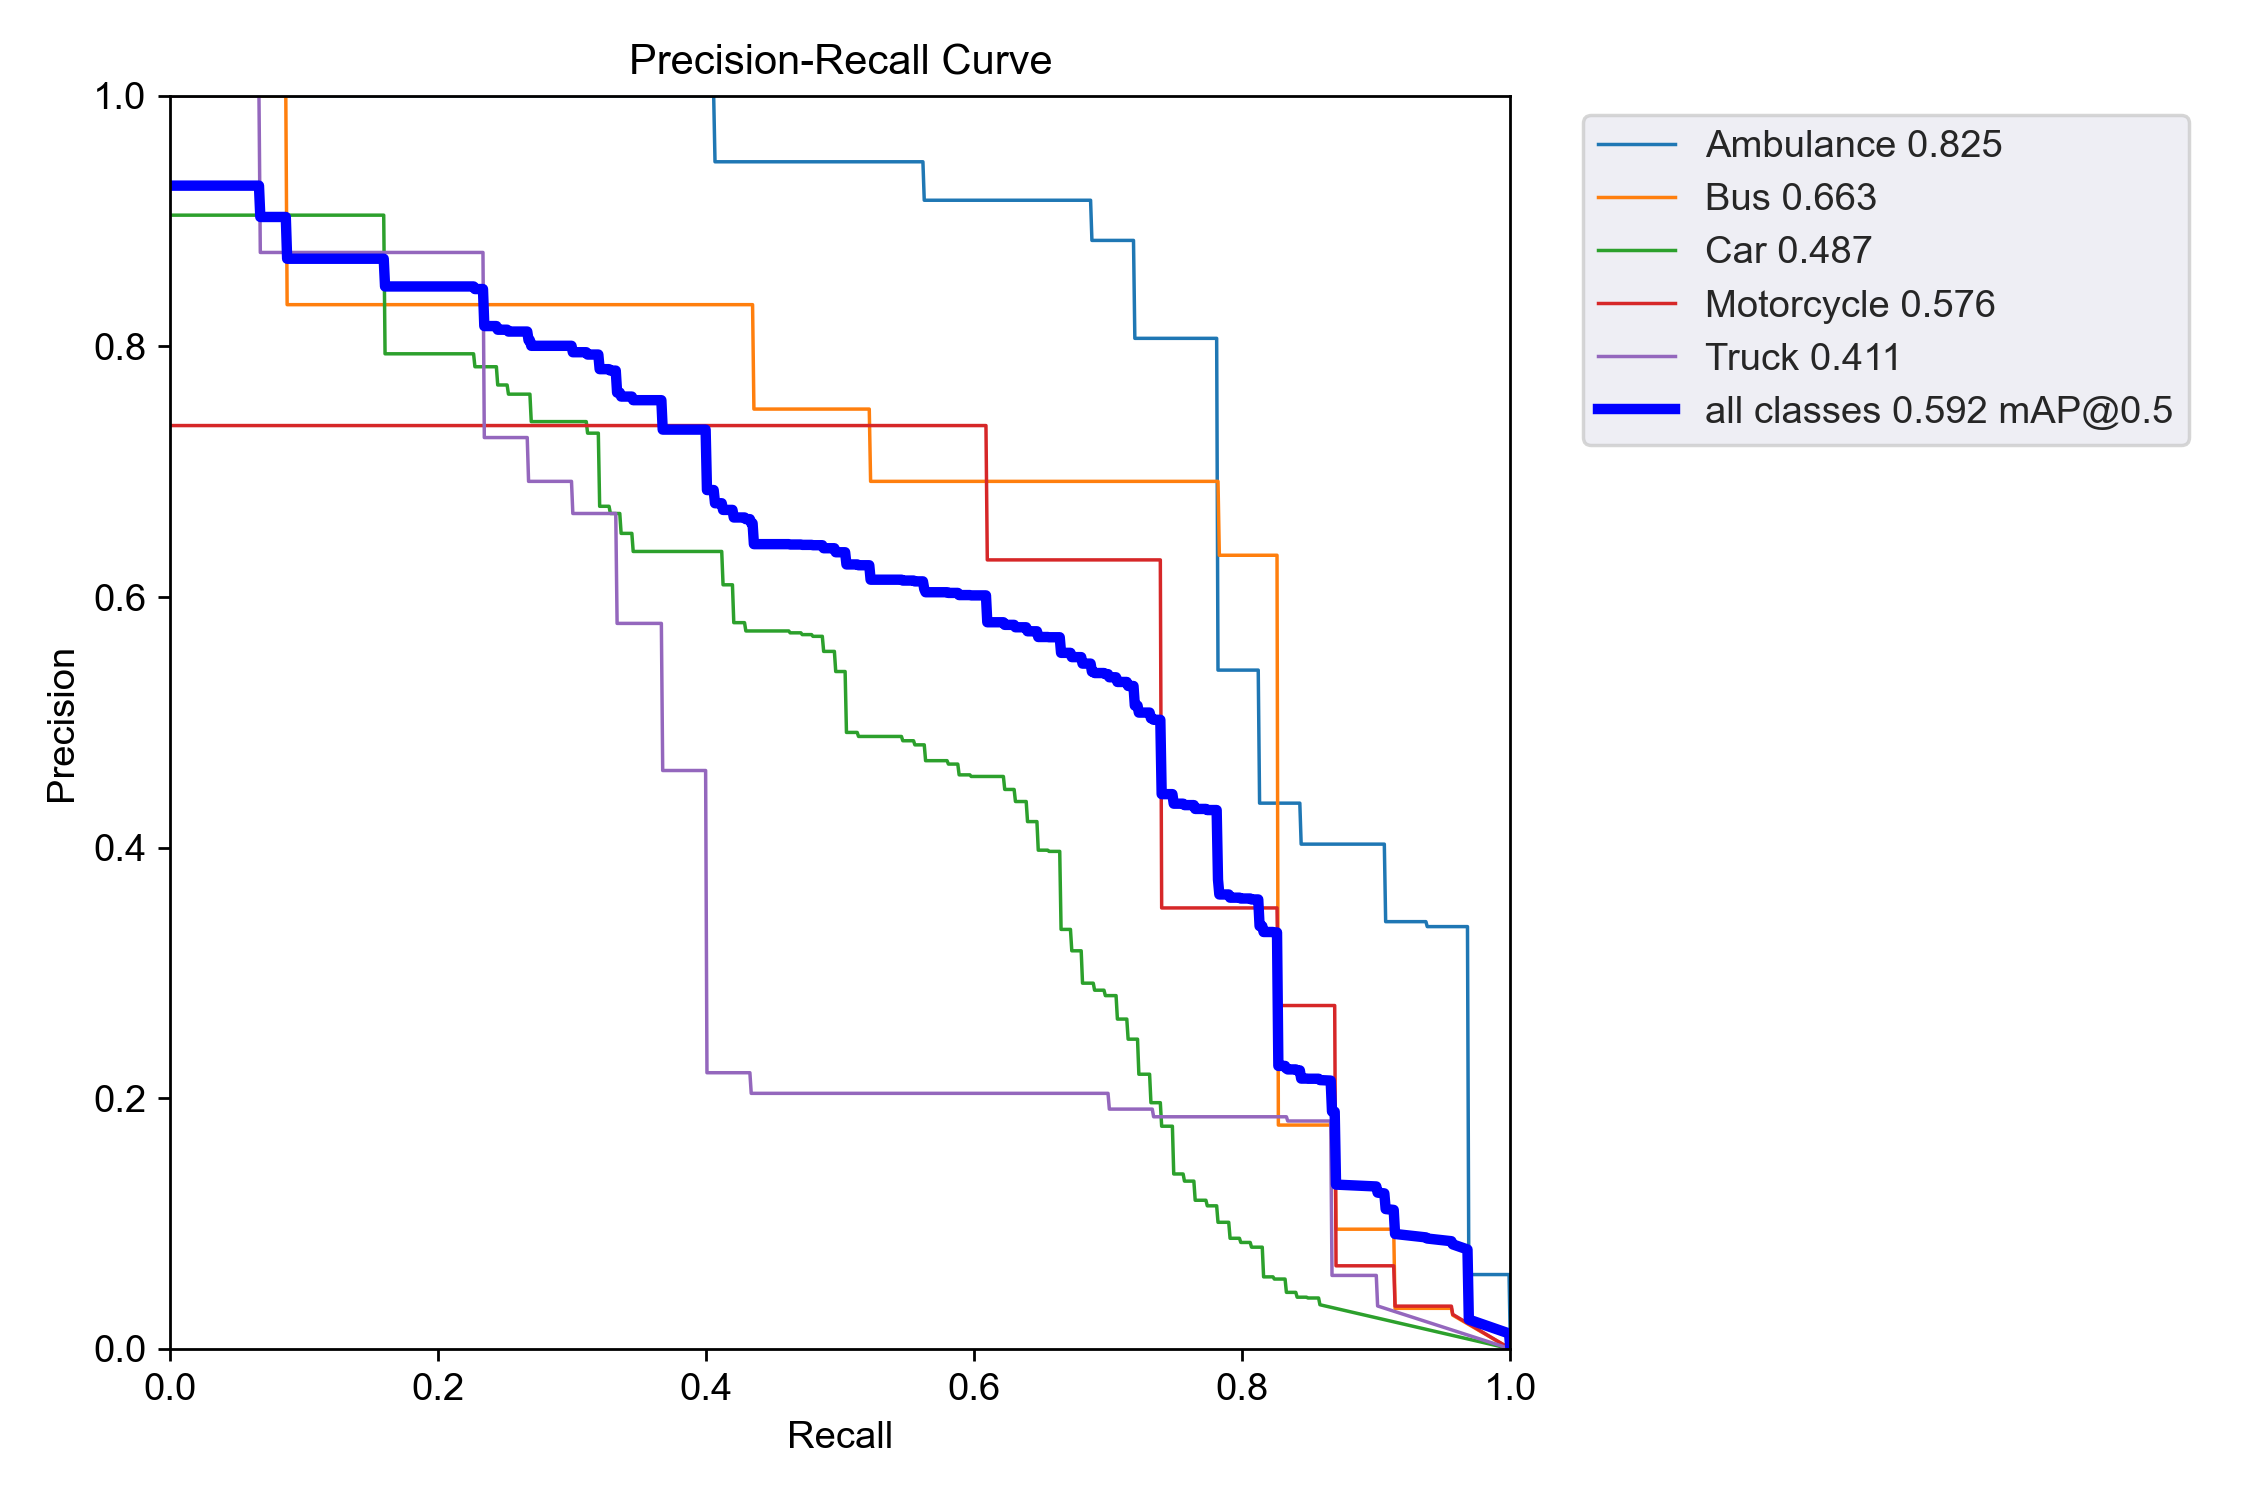 Precision-Recall Curve
1.0
0.8
0.6
0.4
0.2
0.0
Precision
0.0 0.2 0.4 0.6 0.8 1.0
Recall
Ambulance 0.825
Bus 0.663
Car 0.487
Motorcycle 0.576
Truck 0.411
all classes 0.592 mAP@0.5